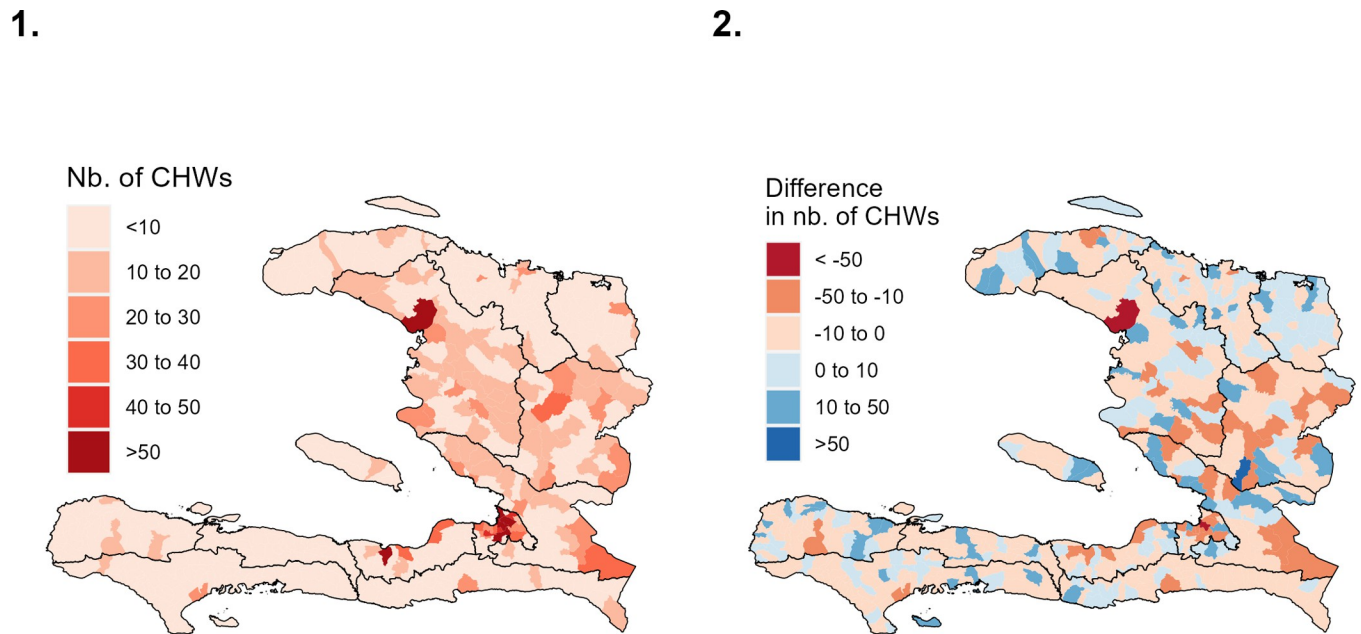 1.
2.
Nb. of CHWs
<10
10 to 20
20 to 30
30 to 40
40 to 50
>50
Difference
in nb. of CHWs
< -50
-50 to -10
-10 to 0
0 to 10
10 to 50
>50